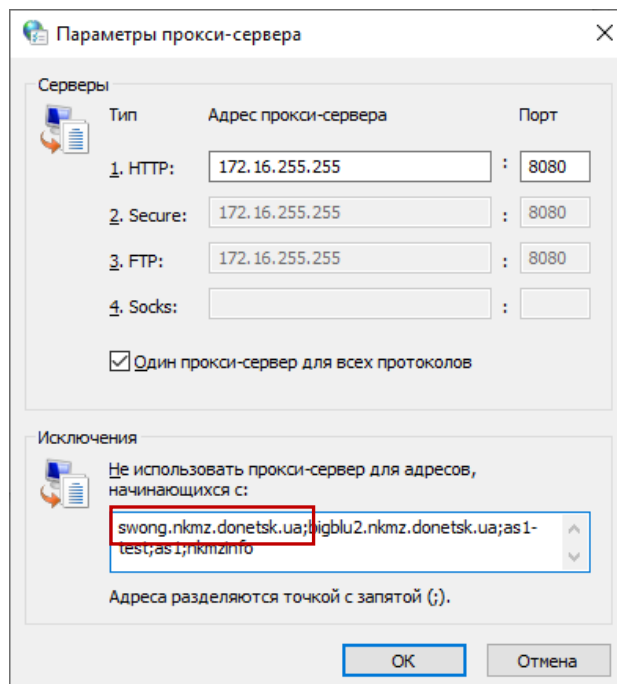 Параметры прокси-сервера
Серверы
Тип Адрес прокси-сервера Порт
1. HTTP: 172.16.255.255 : 8080
2. Secure: 172.16.255.255 : 8080
3. FTP: 172.16.255.255 : 8080
4. Socks: :
Один прокси-сервер для всех протоколов
Исключения
Не использовать прокси-сервер для адресов,
начинающихся с:
swong.nkmz.donetsk.ua;bigblu2.nkmz.donetsk.ua;as1-
test;as1;nkmzinfo
Адреса разделяются точкой с запятой (;).
ОК Отмена